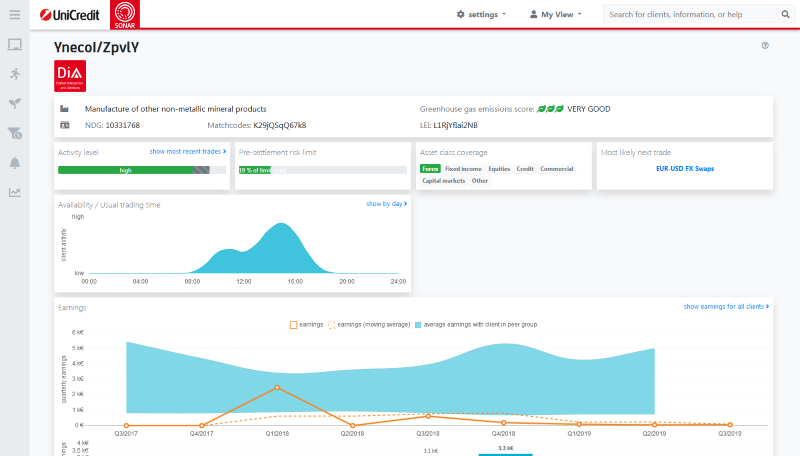 UniCredit
SONAR
settings
My View
Search for clients, information, or help
Ynecol/ZpvlY
DiA
Manufacture of other non-metallic mineral products
Greenhouse gas emissions score: VERY GOOD
NDG: 10331768
Matchcodes: K29jQSqQ67k8
LEI: L1RjYflai2NB
Activity level
show most recent trades
high
Pre-settlement risk limit
19 % of limit
Asset class coverage
Forex Fixed income Equities Credit Commercial
Capital markets Other
Most likely next trade
EUR-USD FX Swaps
Availability / Usual trading time
show by day
high
client activity
low
00:00 04:00 08:00 12:00 16:00 20:00 24:00
Earnings
show earnings for all clients
earnings earnings (moving average) average earnings with client in peer group
quarterly earnings
6 k€
5 k€
4 k€
3 k€
2 k€
1 k€
0 k€
Q3/2017 Q4/2017 Q1/2018 Q2/2018 Q3/2018 Q4/2018 Q1/2019 Q2/2019 Q3/2019
4 k€
3.5 k€
3.1 k€
3.3 k€